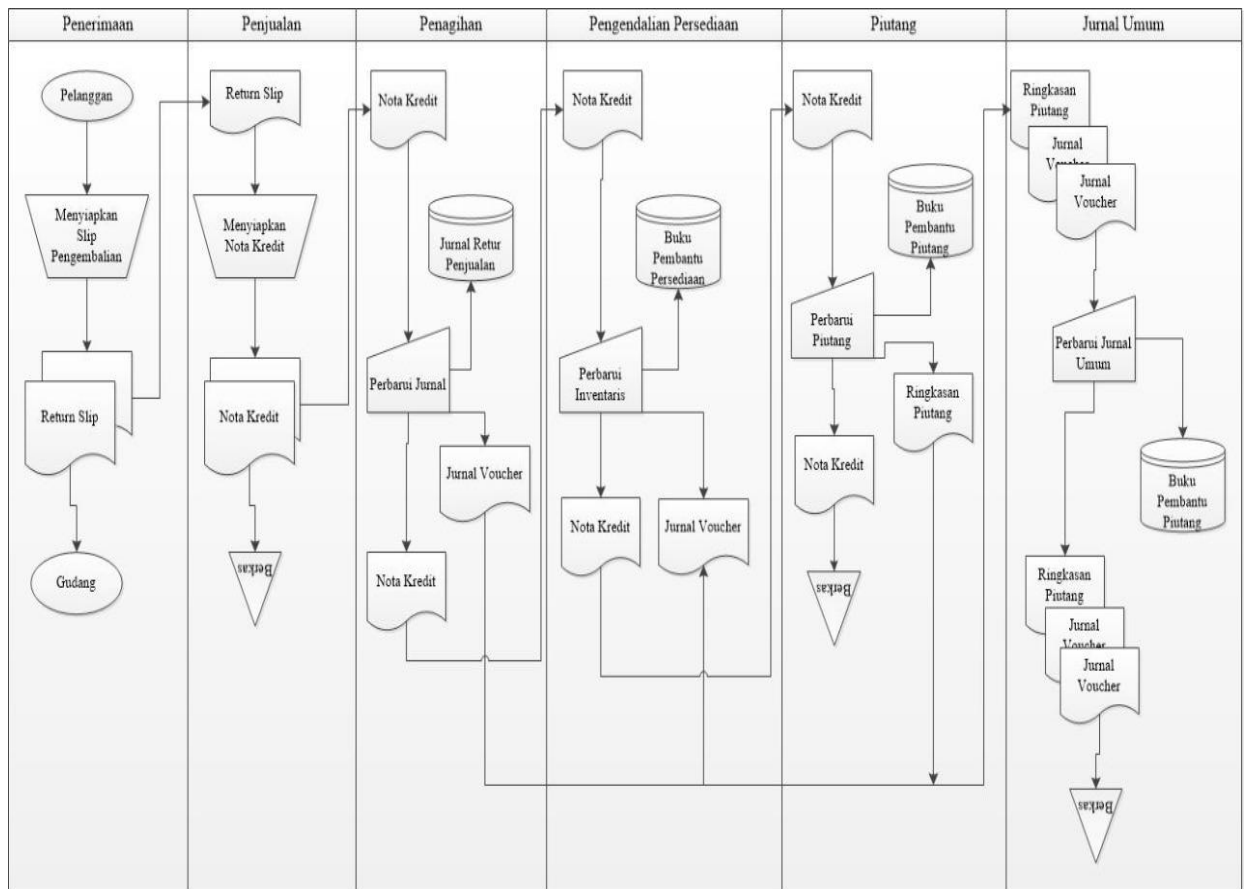 Penerimaan
Penjualan
Penagihan
Pengendalian Persediaan
Piutang
Jurnal Umum
Pelanggan
Menyiapkan
Slip
Pengembalian
Return Slip
Gudang
Return Slip
Menyiapkan
Nota Kredit
Nota Kredit
Berkas
Nota Kredit
Jurnal Retur
Penjualan
Perbarui Jurnal
Jurnal Voucher
Nota Kredit
Nota Kredit
Buku
Pembantu
Persediaan
Perbarui
Inventaris
Nota Kredit
Jurnal Voucher
Nota Kredit
Buku
Pembantu
Piutang
Perbarui
Piutang
Ringkasan
Piutang
Nota Kredit
Berkas
Ringkasan
Piutang
Jurnal
Voucher
Jurnal
Voucher
Perbarui Jurnal
Umum
Buku
Pembantu
Piutang
Ringkasan
Piutang
Jurnal
Voucher
Jurnal
Voucher
Berkas